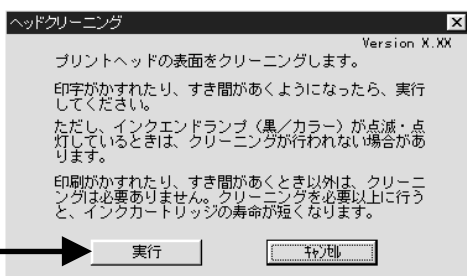 ヘッドクリーニング
Version X.XX
プリントヘッドの表面をクリーニングします。
印字がかすれたり、すき間があくようになったら、実行
してください。
ただし、インクエンドランプ（黒／カラー）が点滅・点
灯しているときは、クリーニングが行われない場合があ
ります。
印刷がかすれたり、すき間があくとき以外は、クリーニ
ングは必要ありません。クリーニングを必要以上に行う
と、インクカートリッジの寿命が短くなります。
実行
ｷｬﾝｾﾙ